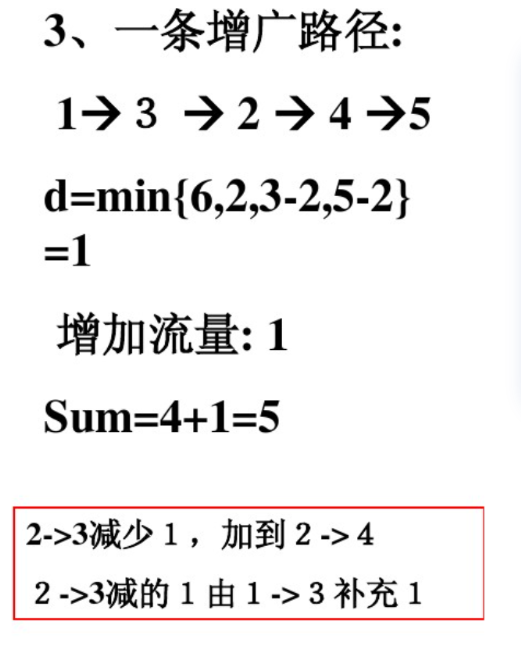 3、一条增广路径:
1→ 3 → 2 → 4 →5
d=min{6,2,3-2,5-2}
=1
增加流量: 1
Sum=4+1=5
2->3减少 1 ，加到 2 -> 4
2 ->3减的 1 由 1 -> 3 补充 1